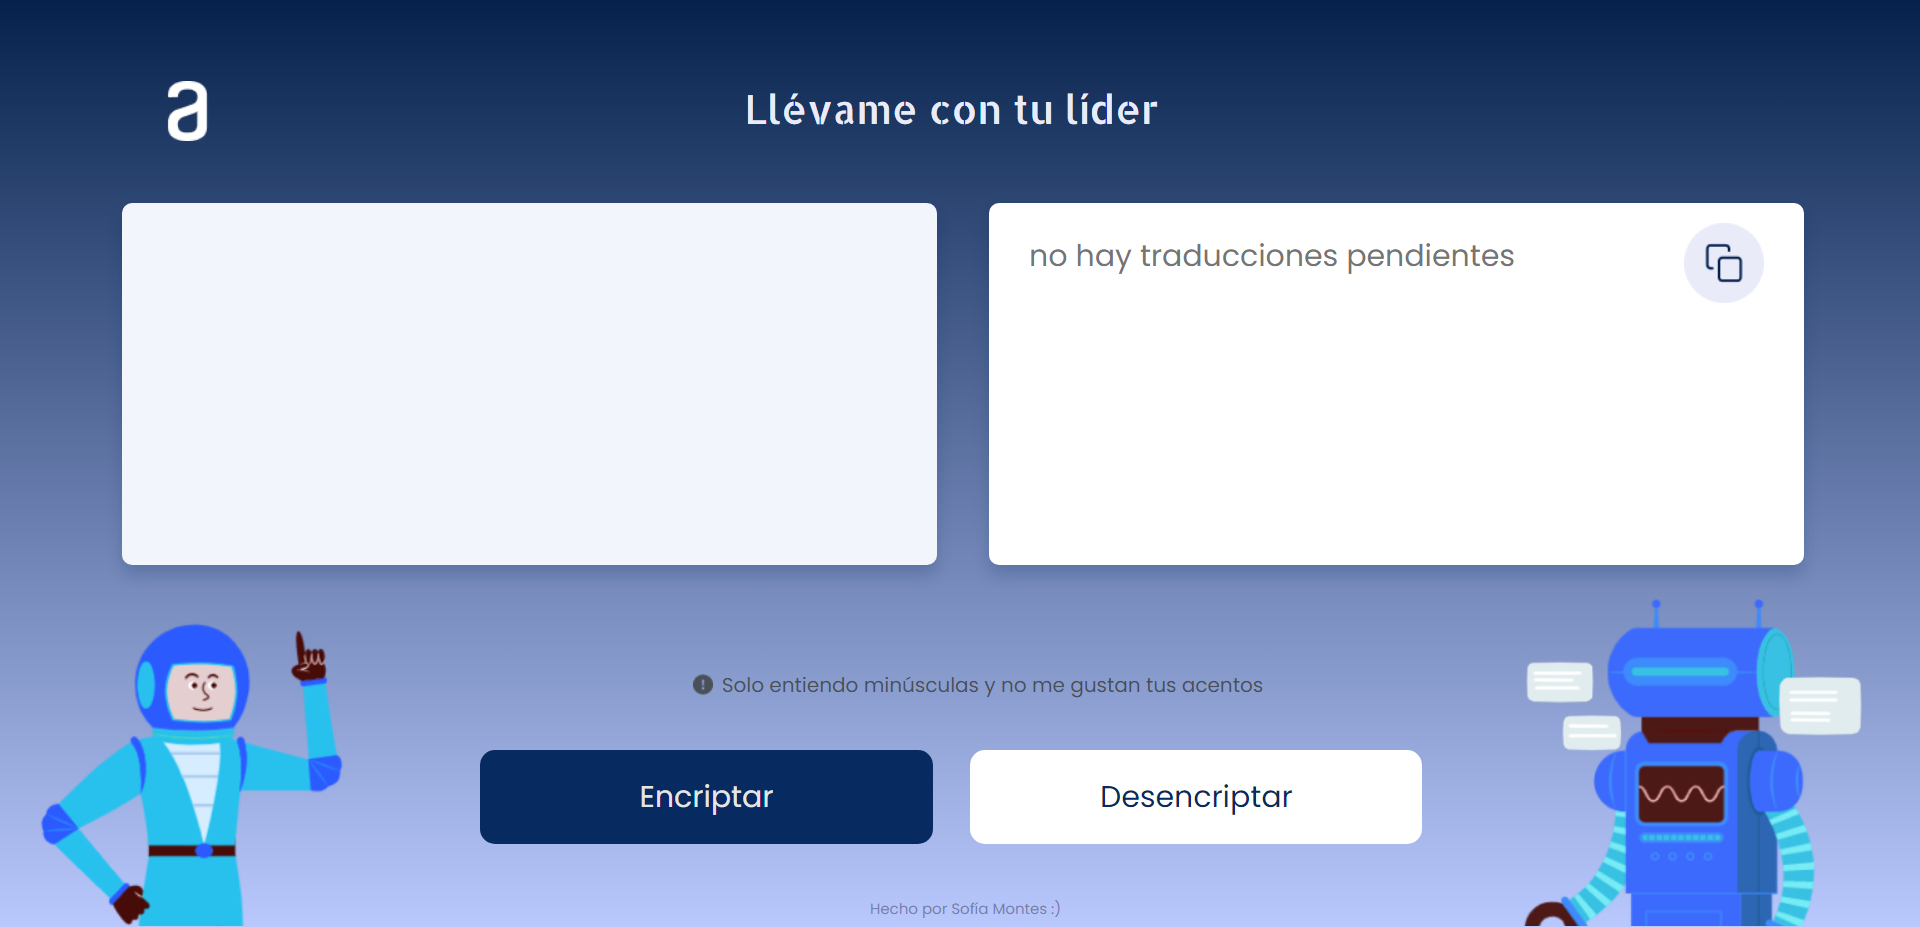 a
Llévame con tu líder
no hay traducciones pendientes
Solo entiendo minúsculas y no me gustan tus acentos
Encriptar
Desencriptar
Hecho por Sofía Montes :)